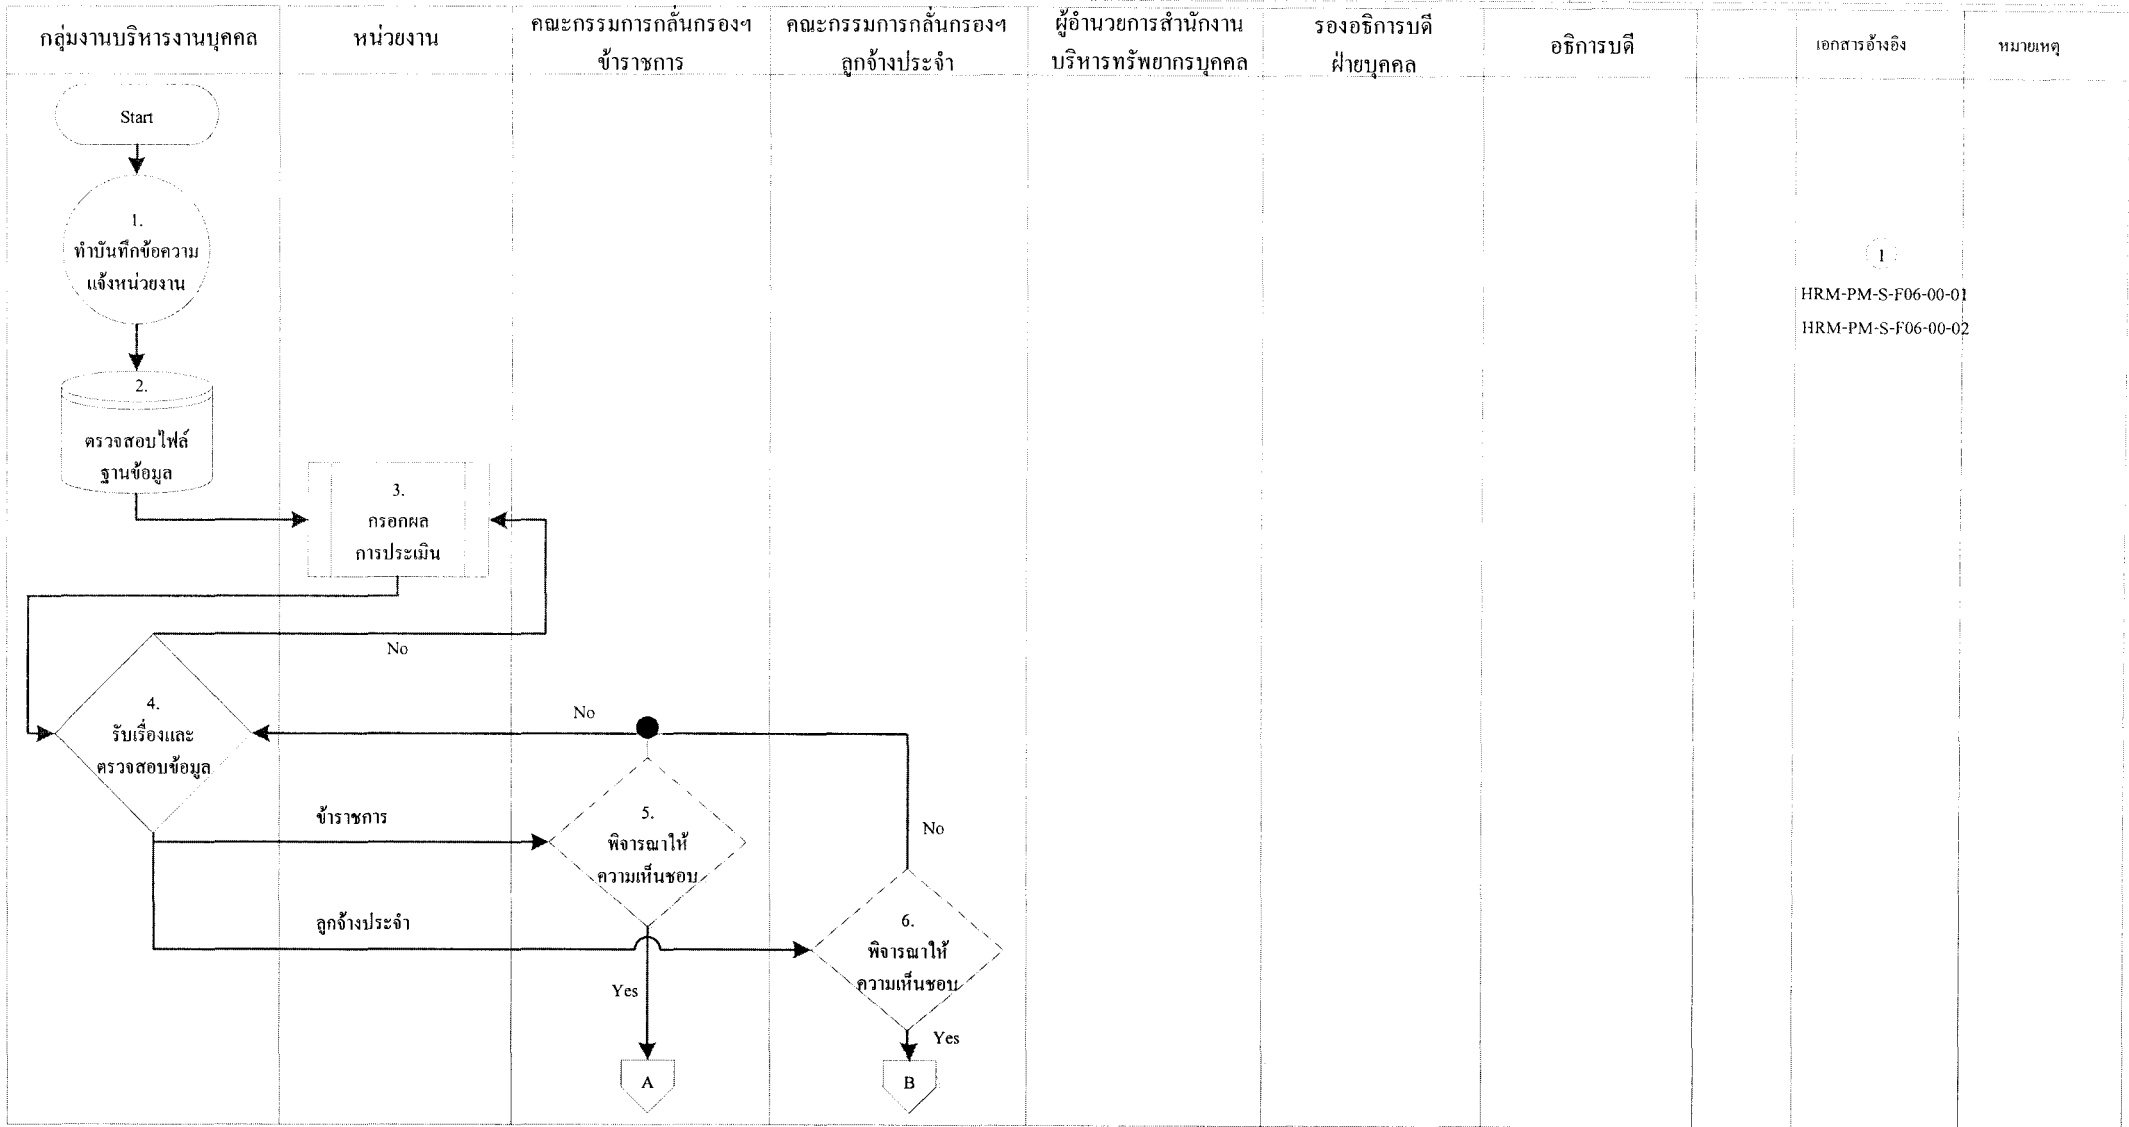 กลุ่มงานบริหารงานบุคคล
หน่วยงาน
คณะกรรมการกลั่นกรองฯ
ข้าราชการ
คณะกรรมการกลั่นกรองฯ
ลูกจ้างประจำ
ผู้อำนวยการสำนักงาน
บริหารทรัพยากรบุคคล
รองอธิการบดี
ฝ่ายบุคคล
อธิการบดี
เอกสารอ้างอิง
หมายเหตุ
Start
1.
ทำบันทึกข้อความ
แจ้งหน่วยงาน
1
HRM-PM-S-F06-00-01
HRM-PM-S-F06-00-02
2.
ตรวจสอบไฟล์
ฐานข้อมูล
3.
กรอกผล
การประเมิน
No
4.
รับเรื่องและ
ตรวจสอบข้อมูล
No
ข้าราชการ
5.
พิจารณาให้
ความเห็นชอบ
No
ลูกจ้างประจำ
6.
พิจารณาให้
ความเห็นชอบ
Yes
Yes
A
B